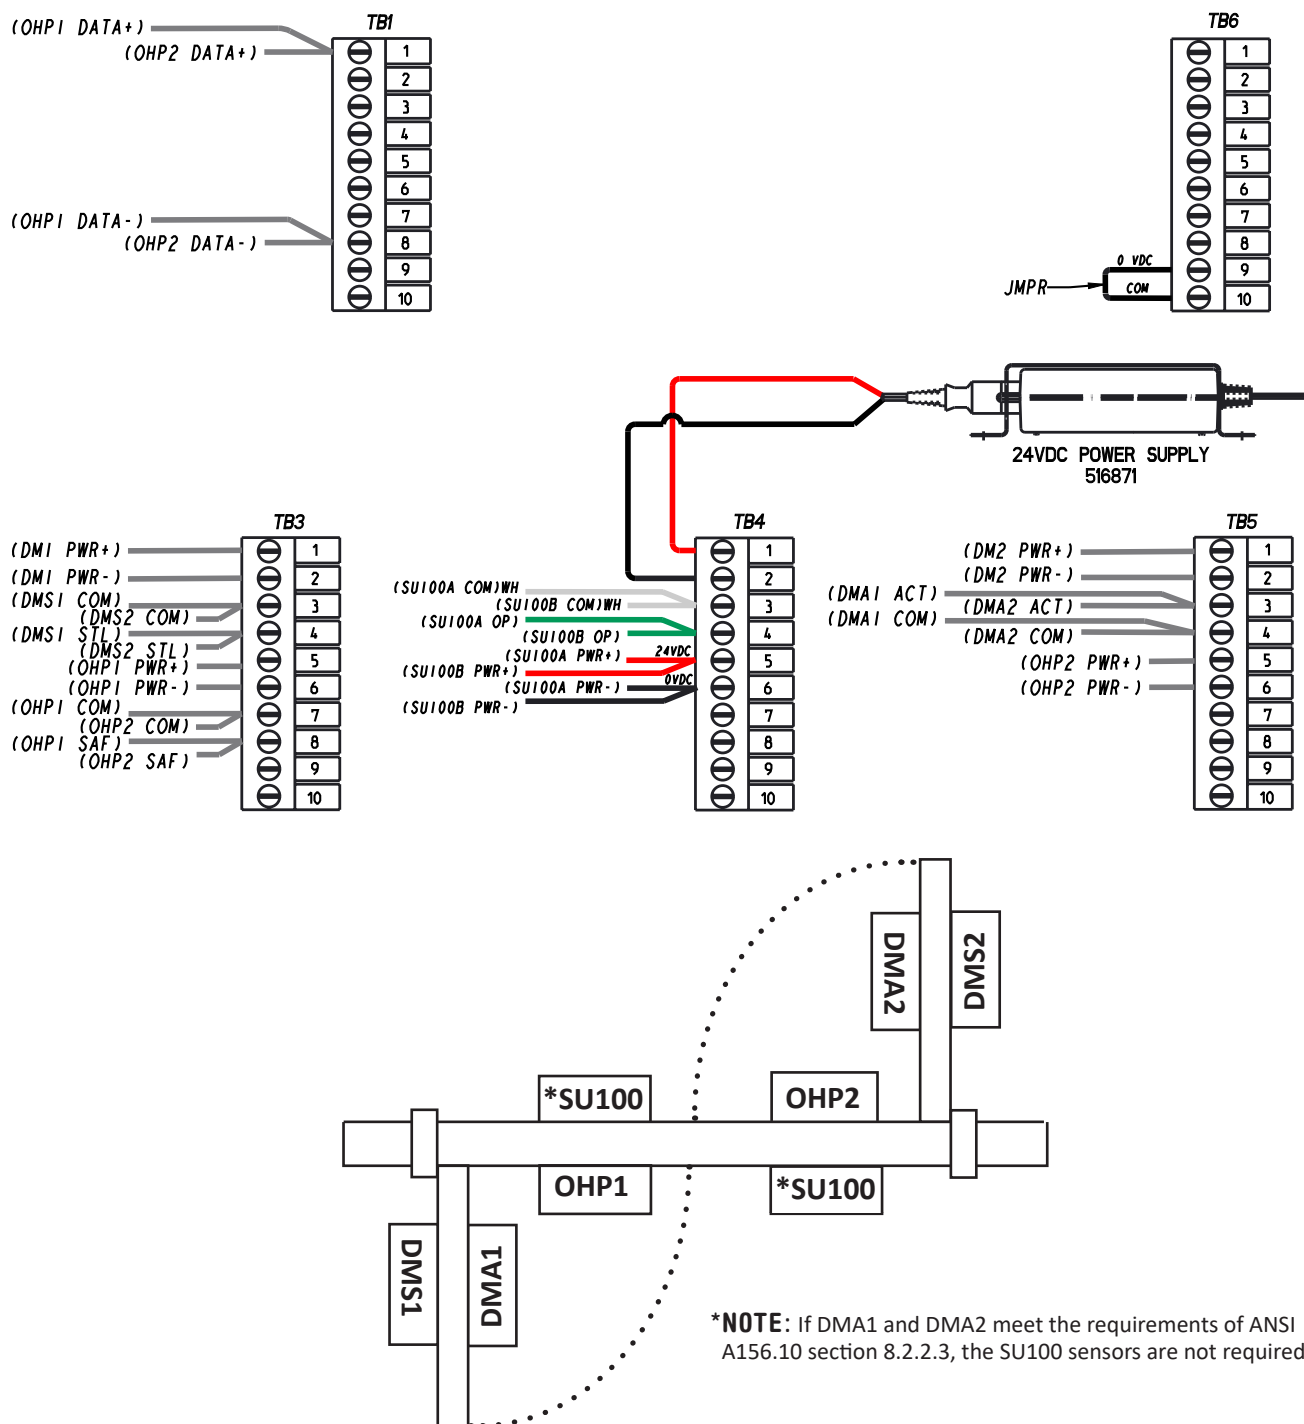 TB1
(OHP1 DATA+)
(OHP2 DATA+)
(OHP1 DATA-)
(OHP2 DATA-)
1
2
3
4
5
6
7
8
9
10
TB6
1
2
3
4
5
6
7
8
9
10
0 VDC
COM
JMPR
24VDC POWER SUPPLY
516871
TB3
(DM1 PWR+)
(DM1 PWR-)
(DMS1 COM)
(DMS2 COM)
(DMS1 STL)
(DMS2 STL)
(OHP1 PWR+)
(OHP1 PWR-)
(OHP1 COM)
(OHP2 COM)
(OHP1 SAF)
(OHP2 SAF)
1
2
3
4
5
6
7
8
9
10
TB4
(SU100A COM)WH
(SU100B COM)WH
(SU100A OP)
(SU100B OP)
(SU100A PWR+)
24VDC
(SU100B PWR+)
(SU100A PWR-)
0VDC
(SU100B PWR-)
1
2
3
4
5
6
7
8
9
10
TB5
(DM2 PWR+)
(DM2 PWR-)
(DMA1 ACT)
(DMA2 ACT)
(DMA1 COM)
(DMA2 COM)
(OHP2 PWR+)
(OHP2 PWR-)
1
2
3
4
5
6
7
8
9
10
DMA2
DMS2
*SU100
OHP2
OHP1
*SU100
DMS1
DMA1
*NOTE: If DMA1 and DMA2 meet the requirements of ANSI
A156.10 section 8.2.2.3, the SU100 sensors are not required